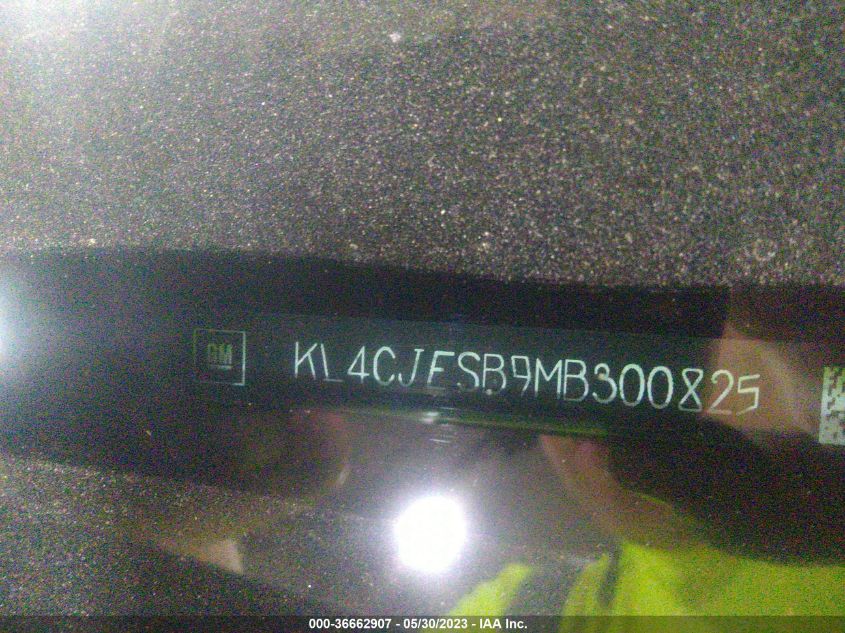 GM
KL4CJESB9MB300825
000-36662907 - 05/30/2023 - IAA Inc.